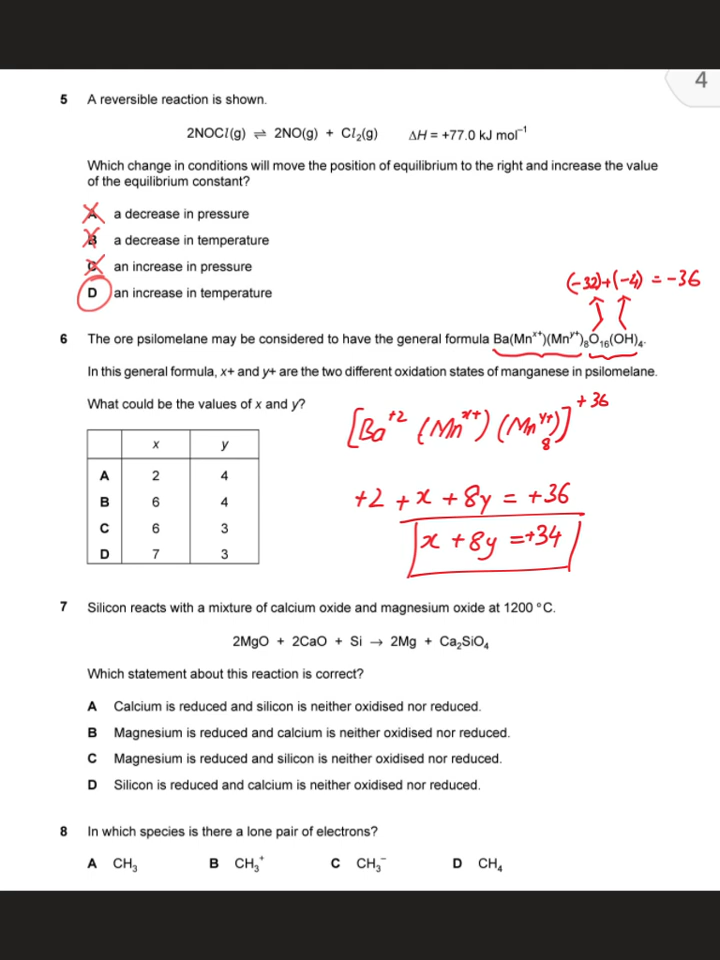 4
5 A reversible reaction is shown.
2NOCl(g) ⇌ 2NO(g) + Cl₂(g) ΔH = +77.0 kJ mol⁻¹
Which change in conditions will move the position of equilibrium to the right and increase the value
of the equilibrium constant?
A a decrease in pressure
B a decrease in temperature
C an increase in pressure
D an increase in temperature
(-32)+(-4) = -36
6 The ore psilomelane may be considered to have the general formula Ba(Mnˣ⁺)(Mnʸ⁺)₈O₁₆(OH)₄.
In this general formula, x+ and y+ are the two different oxidation states of manganese in psilomelane.
What could be the values of x and y?
[Ba⁺² (Mnˣ⁺) (Mnʸ⁺)₈]⁺³⁶
x y
A 2 4
B 6 4
C 6 3
D 7 3
+2 + x + 8y = +36
x + 8y = +34
7 Silicon reacts with a mixture of calcium oxide and magnesium oxide at 1200 °C.
2MgO + 2CaO + Si → 2Mg + Ca₂SiO₄
Which statement about this reaction is correct?
A Calcium is reduced and silicon is neither oxidised nor reduced.
B Magnesium is reduced and calcium is neither oxidised nor reduced.
C Magnesium is reduced and silicon is neither oxidised nor reduced.
D Silicon is reduced and calcium is neither oxidised nor reduced.
8 In which species is there a lone pair of electrons?
A CH₃ B CH₃⁺ C CH₃⁻ D CH₄